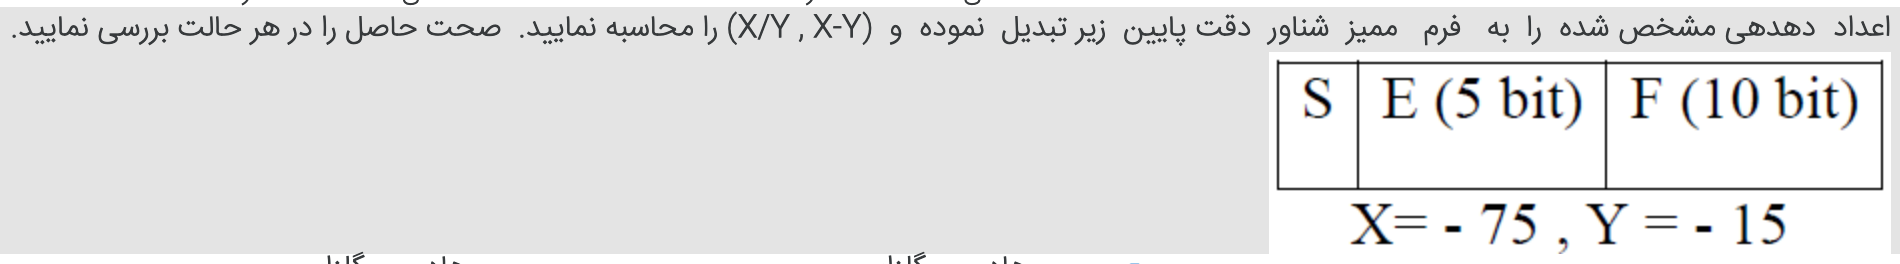 اعداد دهدهی مشخص شده را به فرم ممیز شناور دقت پایین زیر تبدیل نموده و (X/Y , X-Y) را محاسبه نمایید. صحت حاصل را در هر حالت بررسی نمایید.
S E (5 bit) F (10 bit)
X= - 75 , Y = - 15